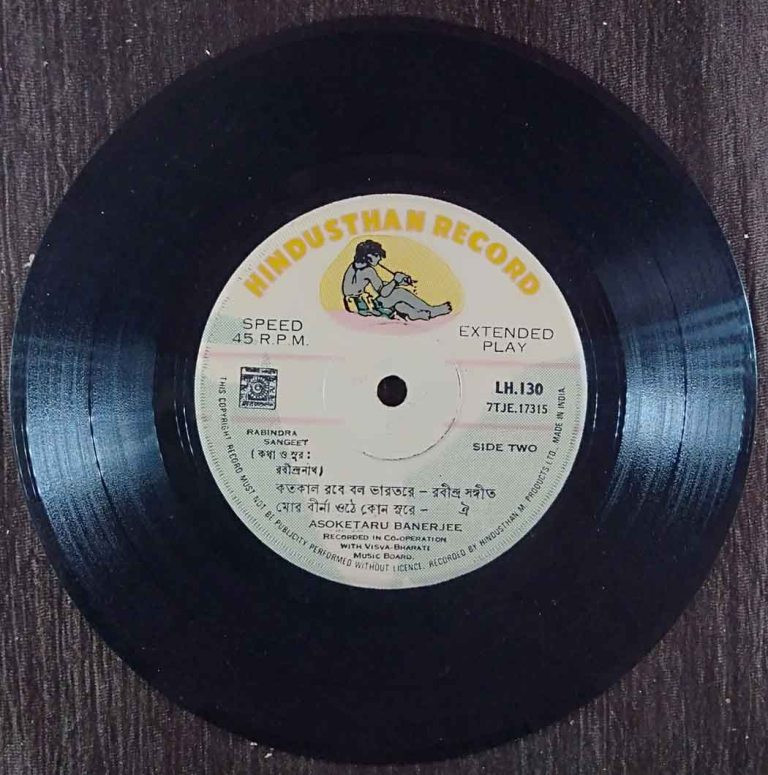 HINDUSTHAN RECORD
SPEED
45 R.P.M.
EXTENDED
PLAY
LH.130
7TJE.17315
RABINDRA
SANGEET
SIDE TWO
(কথা ও সুর:
রবীন্দ্রনাথ)
কতকাল রবে বল ভারতরে – রবীন্দ্র সঙ্গীত
মোর বীর্না ওঠে কোন সুরে – ঐ
ASOKETARU BANERJEE
RECORDED IN CO-OPERATION
WITH VISVA-BHARATI
MUSIC BOARD.
THIS COPYRIGHT RECORD MUST NOT BE PUBLICITY PERFORMED WITHOUT LICENCE. RECORDED BY HINDUSTHAN M. PRODUCTS LTD. MADE IN INDIA.